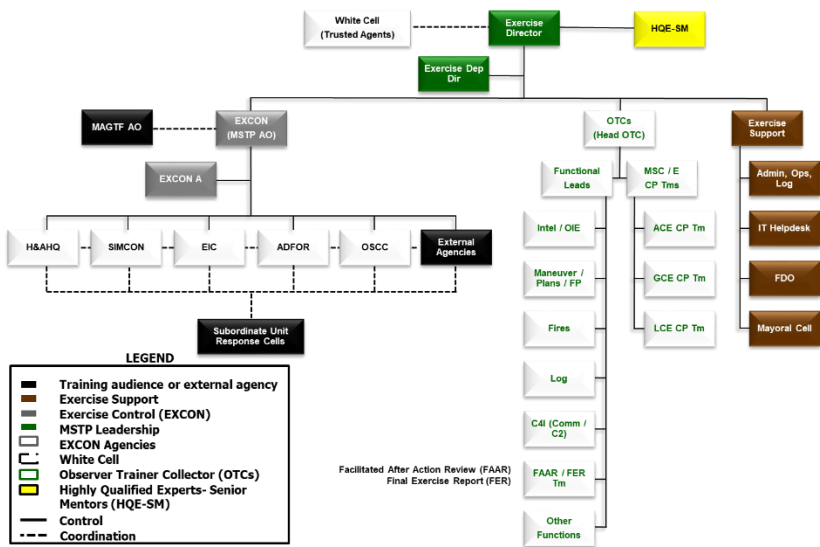 White Cell
(Trusted Agents)
Exercise
Director
HQE-SM
Exercise Dep
Dir
MAGTF AO
EXCON
(MSTP AO)
OTCs
(Head OTC)
Exercise
Support
EXCON A
Functional
Leads
MSC / E
CP Tms
Admin, Ops,
Log
H&AHQ
SIMCON
EIC
ADFOR
OSCC
External
Agencies
Intel / OIE
ACE CP Tm
IT Helpdesk
Maneuver /
Plans / FP
GCE CP Tm
FDO
Subordinate Unit
Response Cells
Fires
LCE CP Tm
Mayoral Cell
Log
C4I (Comm /
C2)
Facilitated After Action Review (FAAR)
Final Exercise Report (FER)
FAAR / FER
Tm
Other
Functions
LEGEND
Training audience or external agency
Exercise Support
Exercise Control (EXCON)
MSTP Leadership
EXCON Agencies
White Cell
Observer Trainer Collector (OTCs)
Highly Qualified Experts- Senior
Mentors (HQE-SM)
Control
Coordination